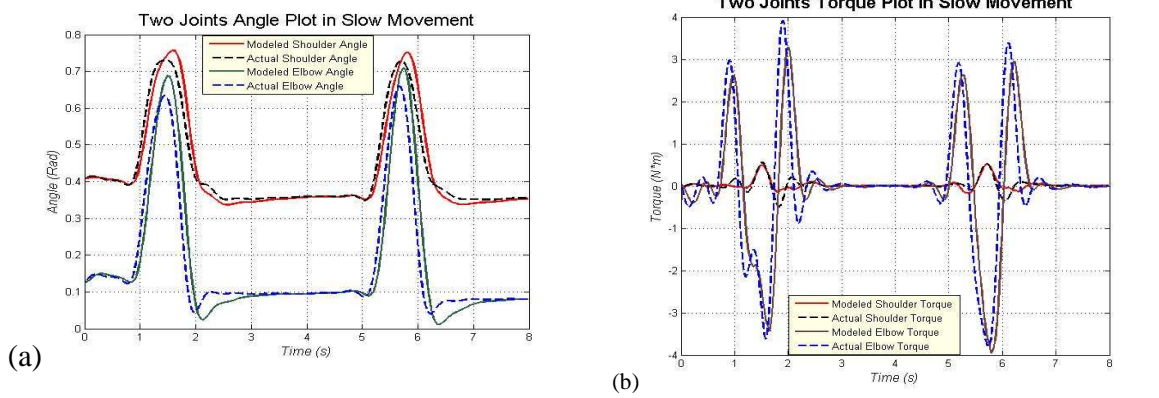 Two Joints Angle Plot in Slow Movement
0.8
0.7
0.6
0.5
0.4
0.3
0.2
0.1
0
Angle (Rad)
Modeled Shoulder Angle
Actual Shoulder Angle
Modeled Elbow Angle
Actual Elbow Angle
0 1 2 3 4 5 6 7 8
Time (s)
(a)
Two Joints Torque Plot in Slow Movement
4
3
2
1
0
-1
-2
-3
-4
Torque (N*m)
Modeled Shoulder Torque
Actual Shoulder Torque
Modeled Elbow Torque
Actual Elbow Torque
0 1 2 3 4 5 6 7 8
Time (s)
(b)